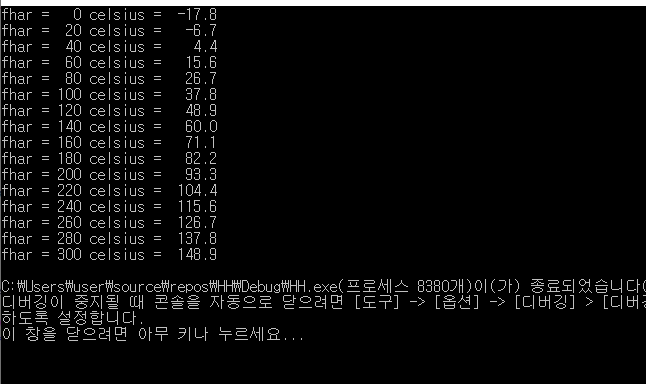 fhar =   0 celsius =  -17.8
fhar =  20 celsius =   -6.7
fhar =  40 celsius =    4.4
fhar =  60 celsius =   15.6
fhar =  80 celsius =   26.7
fhar = 100 celsius =   37.8
fhar = 120 celsius =   48.9
fhar = 140 celsius =   60.0
fhar = 160 celsius =   71.1
fhar = 180 celsius =   82.2
fhar = 200 celsius =   93.3
fhar = 220 celsius =  104.4
fhar = 240 celsius =  115.6
fhar = 260 celsius =  126.7
fhar = 280 celsius =  137.8
fhar = 300 celsius =  148.9
C:₩Users₩user₩source₩repos₩HH₩Debug₩HH.exe(프로세스 8380개)이(가) 종료되었습니다(
디버깅이 중지될 때 콘솔을 자동으로 닫으려면 [도구] -> [옵션] -> [디버깅] > [디버깅
하도록 설정합니다.
이 창을 닫으려면 아무 키나 누르세요...